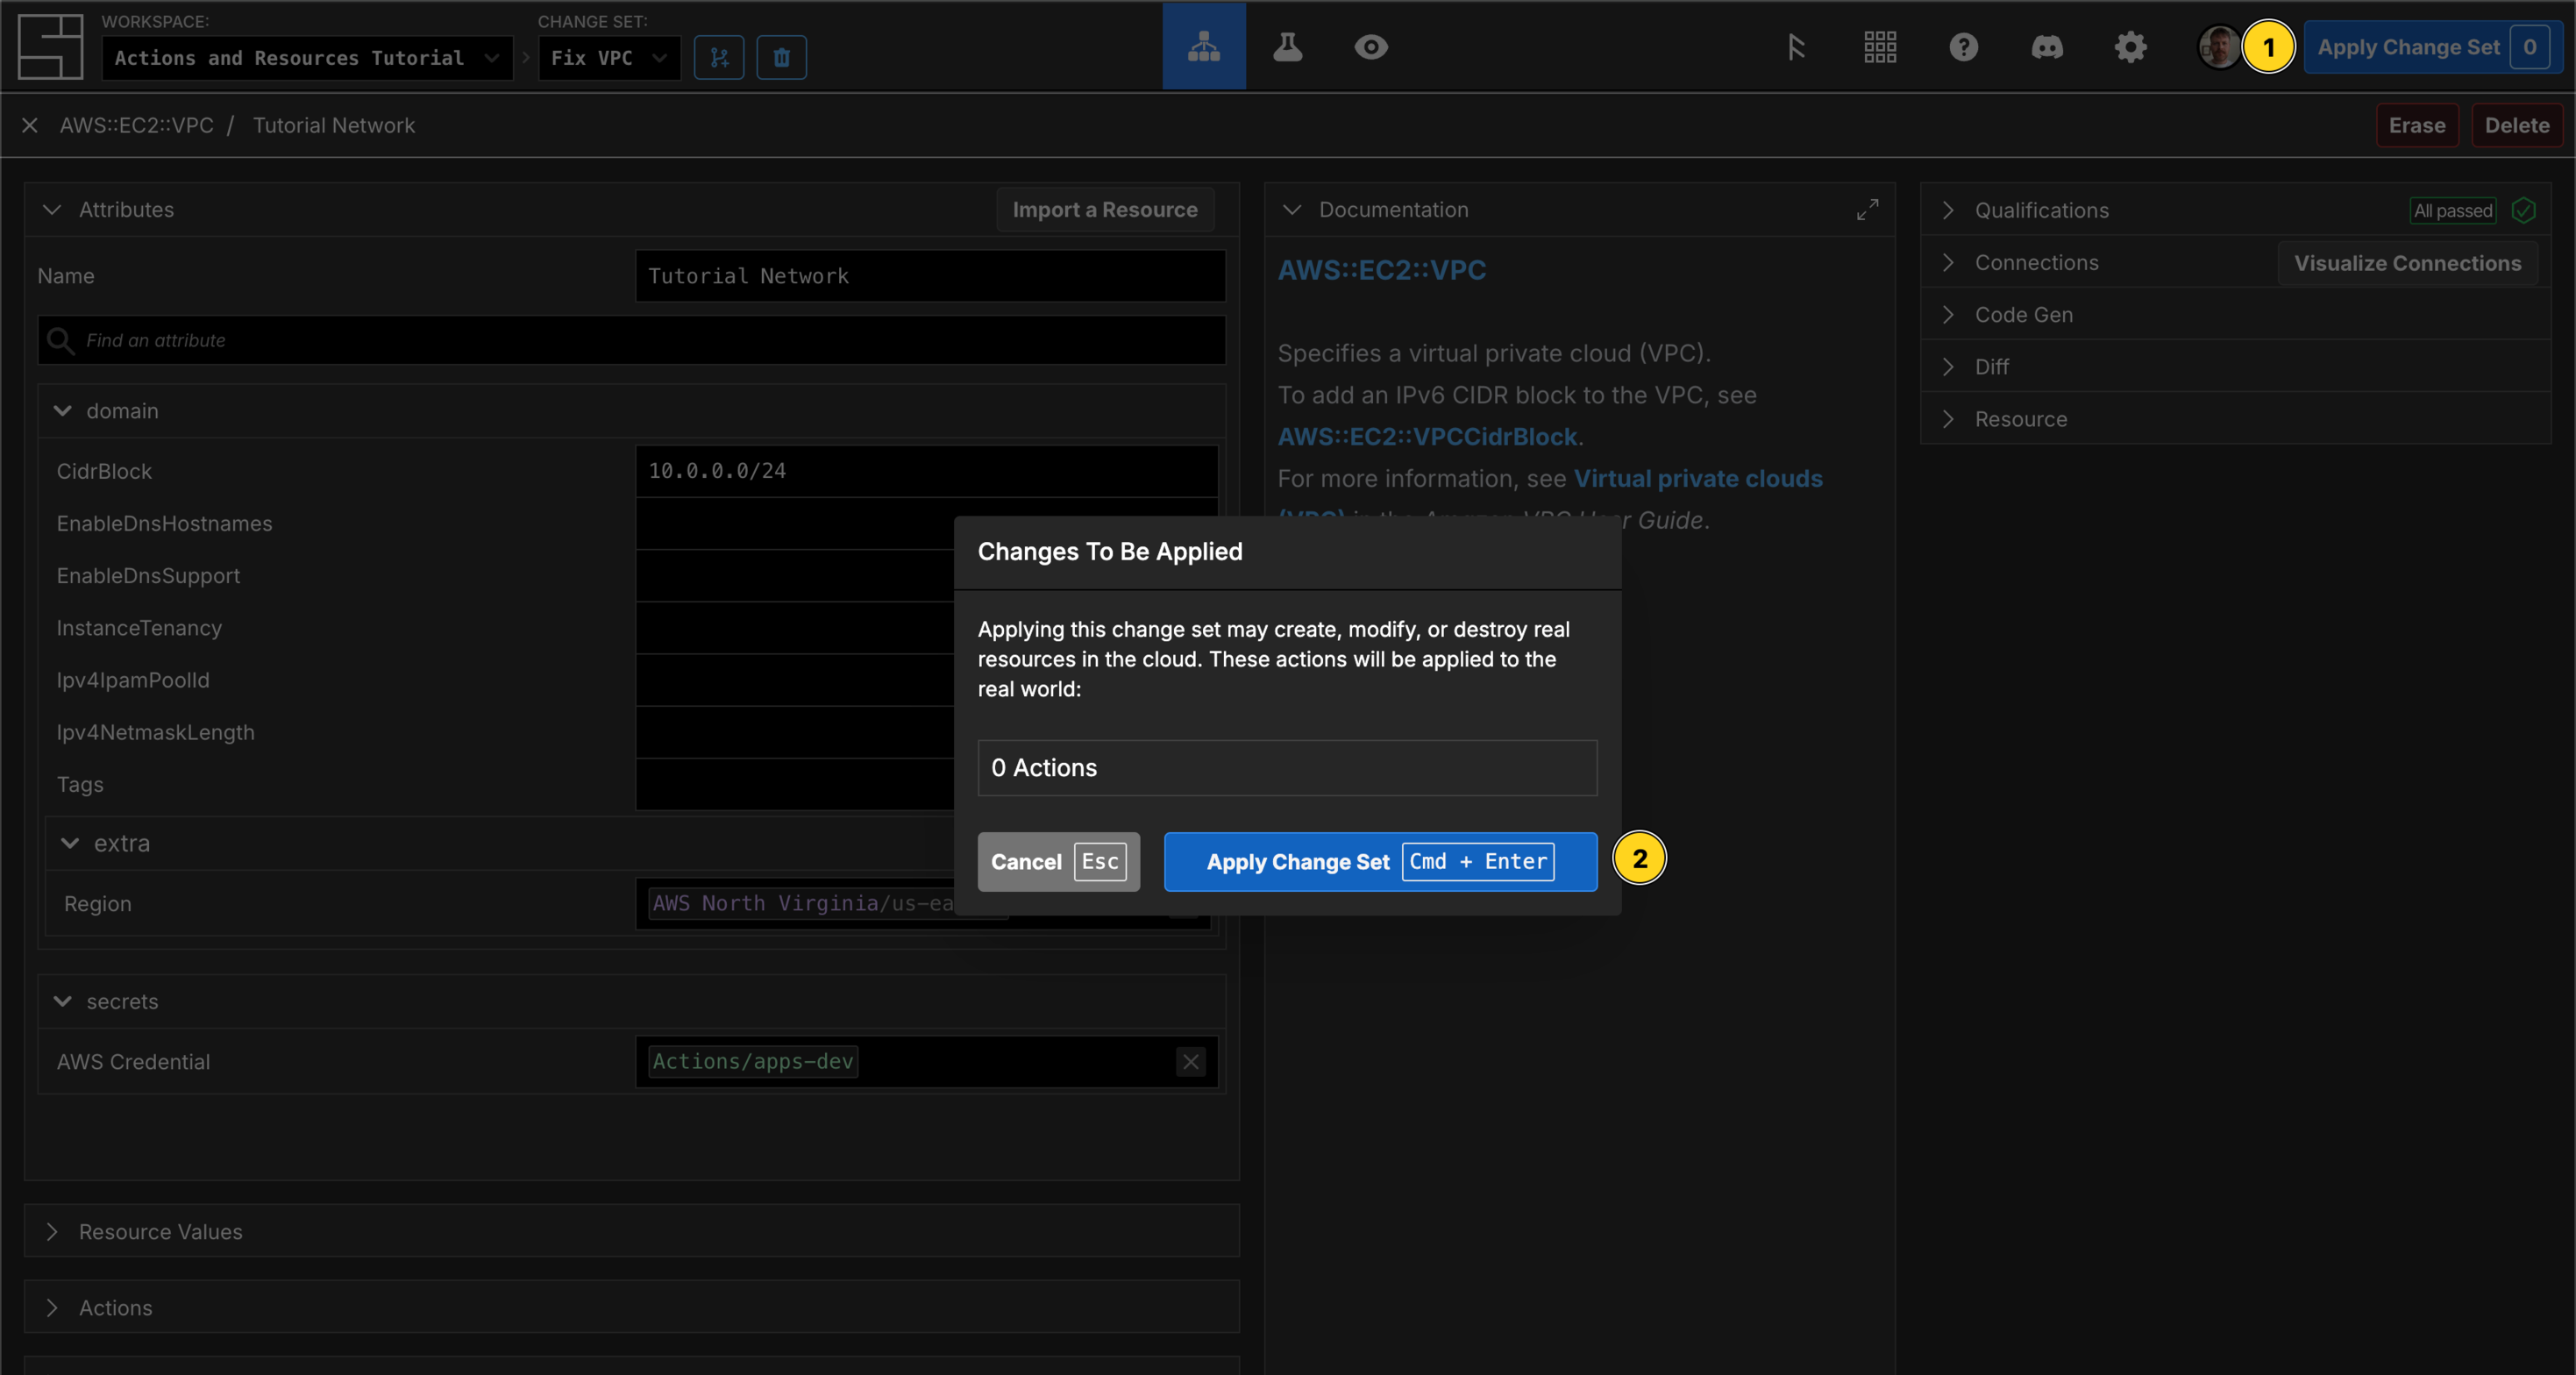 WORKSPACE:
Actions and Resources Tutorial
CHANGE SET:
Fix VPC
1
Apply Change Set 0
AWS::EC2::VPC / Tutorial Network
Erase
Delete
Attributes
Import a Resource
Name
Tutorial Network
Find an attribute
domain
CidrBlock
10.0.0.0/24
EnableDnsHostnames
EnableDnsSupport
InstanceTenancy
Ipv4IpamPoolId
Ipv4NetmaskLength
Tags
extra
Region
AWS North Virginia/us-ea
secrets
AWS Credential
Actions/apps-dev
Resource Values
Actions
Documentation
AWS::EC2::VPC
Specifies a virtual private cloud (VPC).
To add an IPv6 CIDR block to the VPC, see
AWS::EC2::VPCCidrBlock.
For more information, see Virtual private clouds
(VPC) in the Amazon VPC User Guide.
Qualifications
All passed
Connections
Visualize Connections
Code Gen
Diff
Resource
Changes To Be Applied
Applying this change set may create, modify, or destroy real
resources in the cloud. These actions will be applied to the
real world:
0 Actions
Cancel Esc
Apply Change Set Cmd + Enter
2